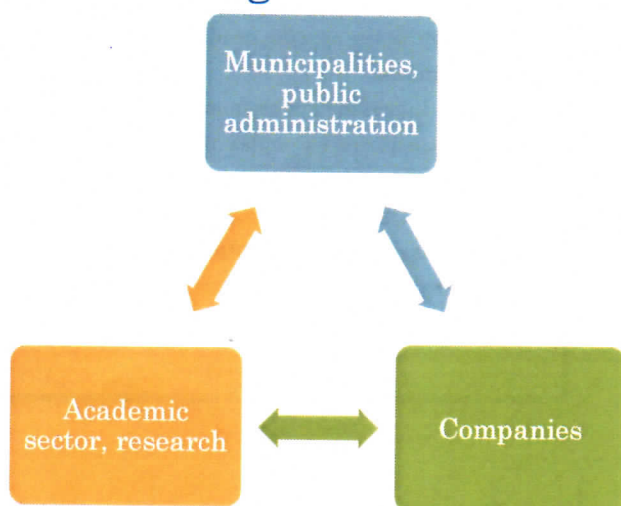 Municipalities,
public
administration
Academic
sector, research
Companies